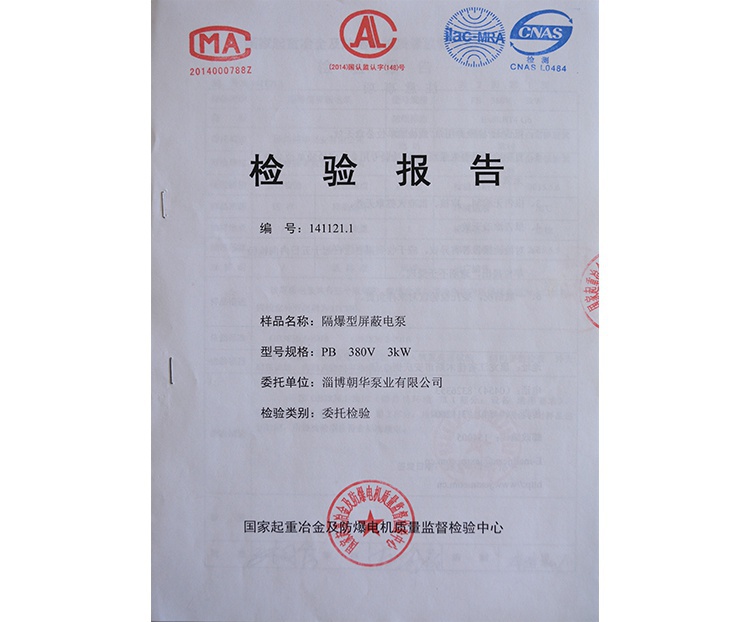 MA
2014000788Z
AL
(2014)国认监认字(146)号
ilac-MRA
CNAS
检 测
CNAS L0484
检 验 报 告
编 号：141121.1
样品名称：隔爆型屏蔽电泵
型号规格：PB 380V 3kW
委托单位：淄博朝华泵业有限公司
检验类别：委托检验
国家起重冶金及防爆电机质量监督检验中心